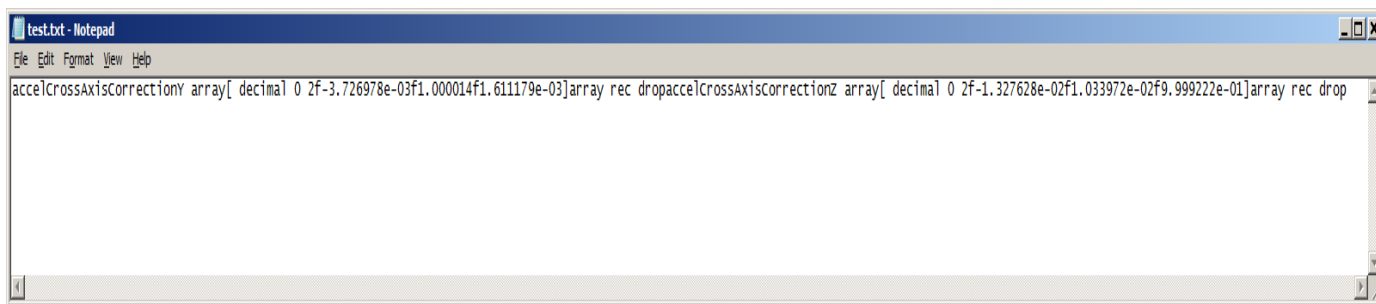 test.txt - Notepad
File Edit Format View Help
accelCrossAxisCorrectionY array[ decimal 0 2f-3.726978e-03f1.000014f1.611179e-03]array rec dropaccelCrossAxisCorrectionZ array[ decimal 0 2f-1.327628e-02f1.033972e-02f9.999222e-01]array rec drop